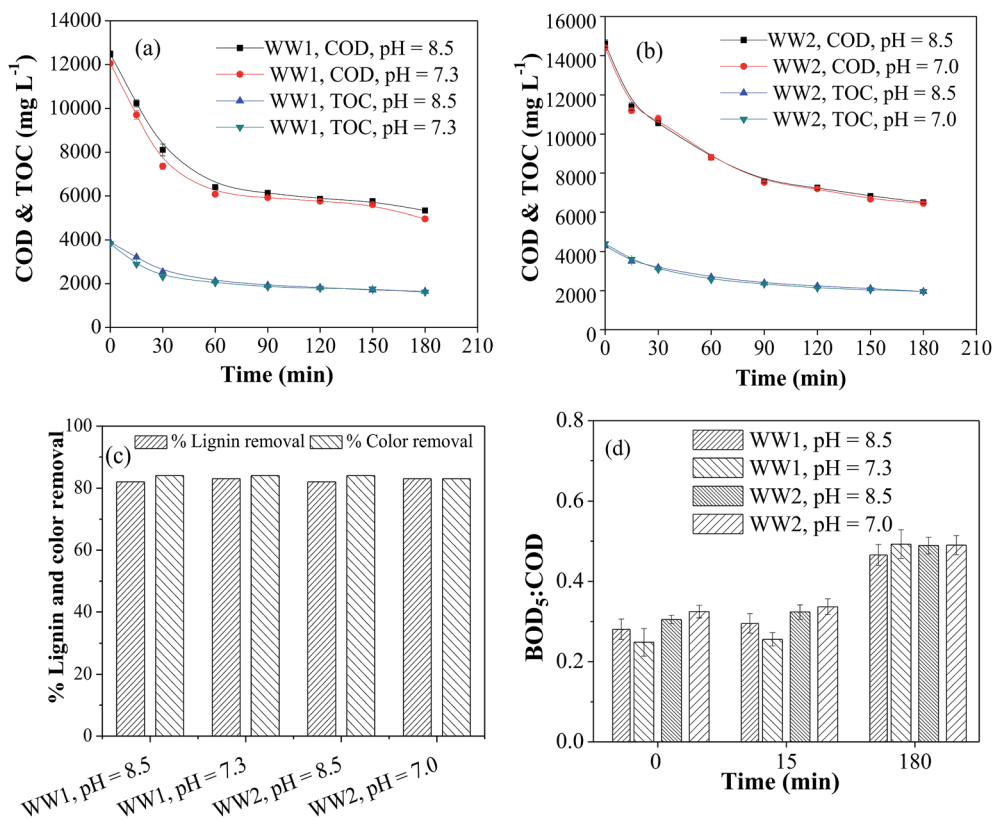 (a)
WW1, COD, pH = 8.5
WW1, COD, pH = 7.3
WW1, TOC, pH = 8.5
WW1, TOC, pH = 7.3
COD & TOC (mg L⁻¹)
14000
12000
10000
8000
6000
4000
2000
0
0 30 60 90 120 150 180 210
Time (min)
(b)
WW2, COD, pH = 8.5
WW2, COD, pH = 7.0
WW2, TOC, pH = 8.5
WW2, TOC, pH = 7.0
COD & TOC (mg L⁻¹)
16000
14000
12000
10000
8000
6000
4000
2000
0
0 30 60 90 120 150 180 210
Time (min)
(c)
% Lignin removal % Color removal
% Lignin and color removal
100
80
60
40
20
0
WW1, pH = 8.5
WW1, pH = 7.3
WW2, pH = 8.5
WW2, pH = 7.0
(d)
WW1, pH = 8.5
WW1, pH = 7.3
WW2, pH = 8.5
WW2, pH = 7.0
BOD₅:COD
0.8
0.6
0.4
0.2
0.0
0 15 180
Time (min)